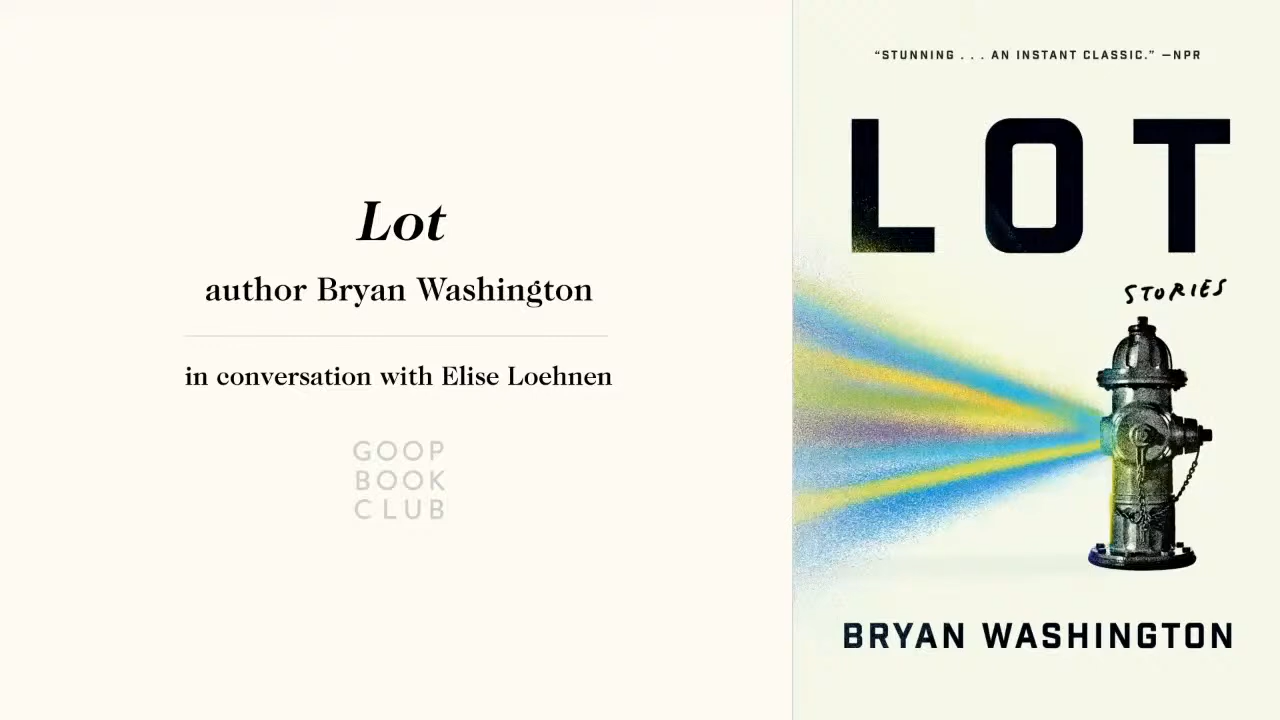 Lot
author Bryan Washington
in conversation with Elise Loehnen
GOOP
BOOK
CLUB
“STUNNING . . . AN INSTANT CLASSIC.” —NPR
LOT
STORIES
BRYAN WASHINGTON